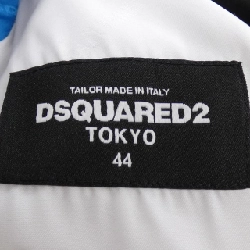 TAILOR MADE IN ITALY
DSQUARED2
TOKYO
44